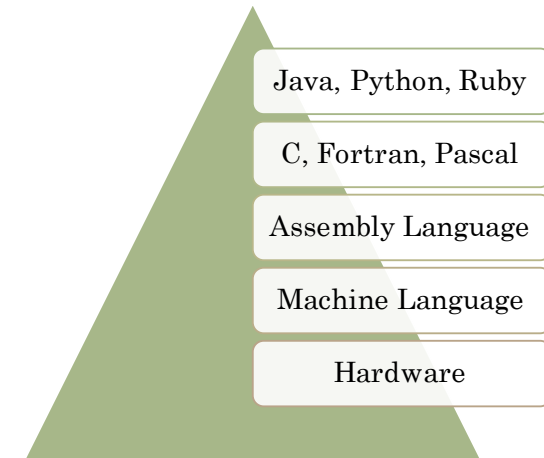 Java, Python, Ruby
C, Fortran, Pascal
Assembly Language
Machine Language
Hardware